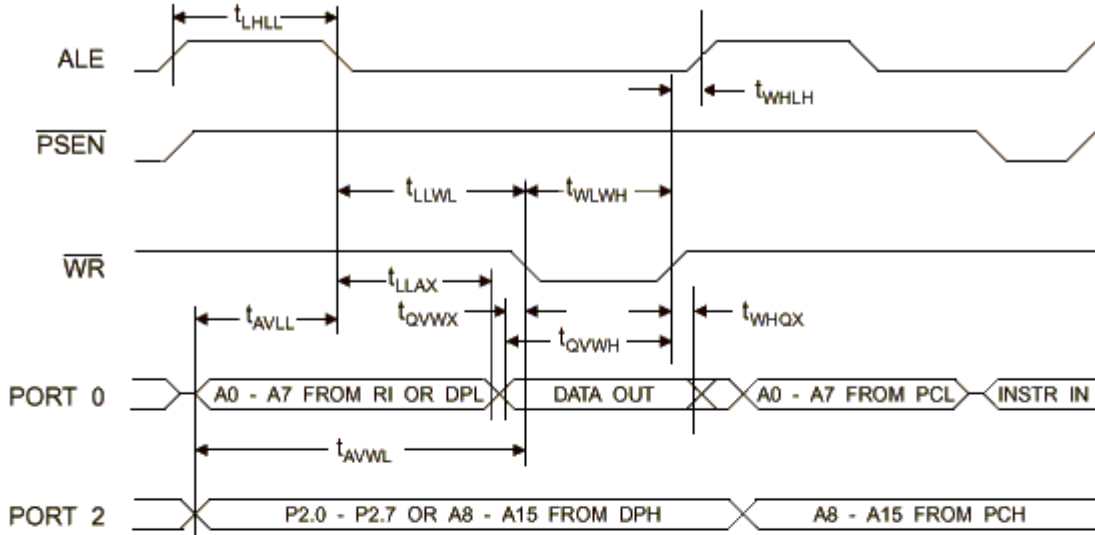 tLHLL
ALE
tWHLH
PSEN
tLLWL
tWLWH
WR
tLLAX
tAVLL
tQVWX
tWHQX
tQVWH
PORT 0
A0 - A7 FROM RI OR DPL
DATA OUT
A0 - A7 FROM PCL
INSTR IN
tAVWL
PORT 2
P2.0 - P2.7 OR A8 - A15 FROM DPH
A8 - A15 FROM PCH